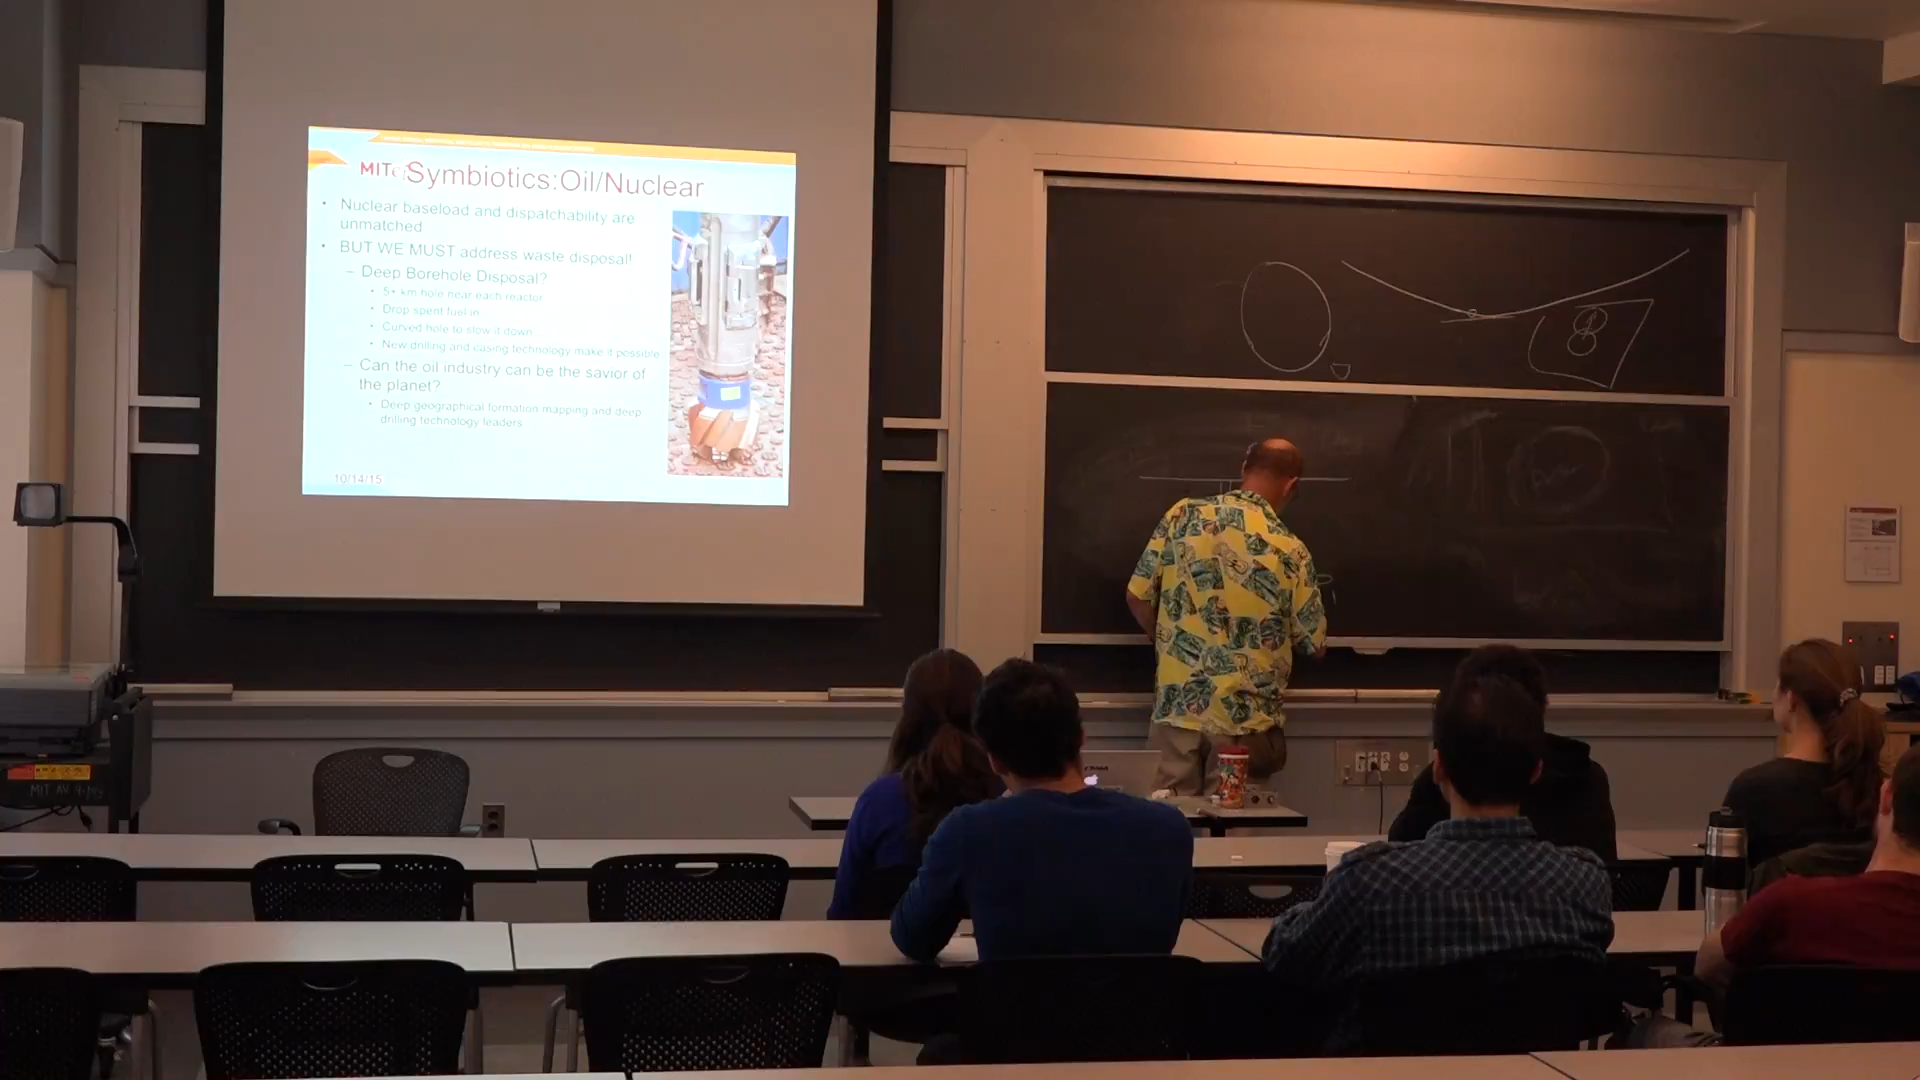 MITei
Symbiotics:Oil/Nuclear
• Nuclear baseload and dispatchability are
unmatched
• BUT WE MUST address waste disposal!
– Deep Borehole Disposal?
• 5+ km hole near each reactor
• Drop spent fuel in
• Curved hole to slow it down
• New drilling and casing technology make it possible
– Can the oil industry can be the savior of
the planet?
• Deep geographical formation mapping and deep
drilling technology leaders
10/14/15